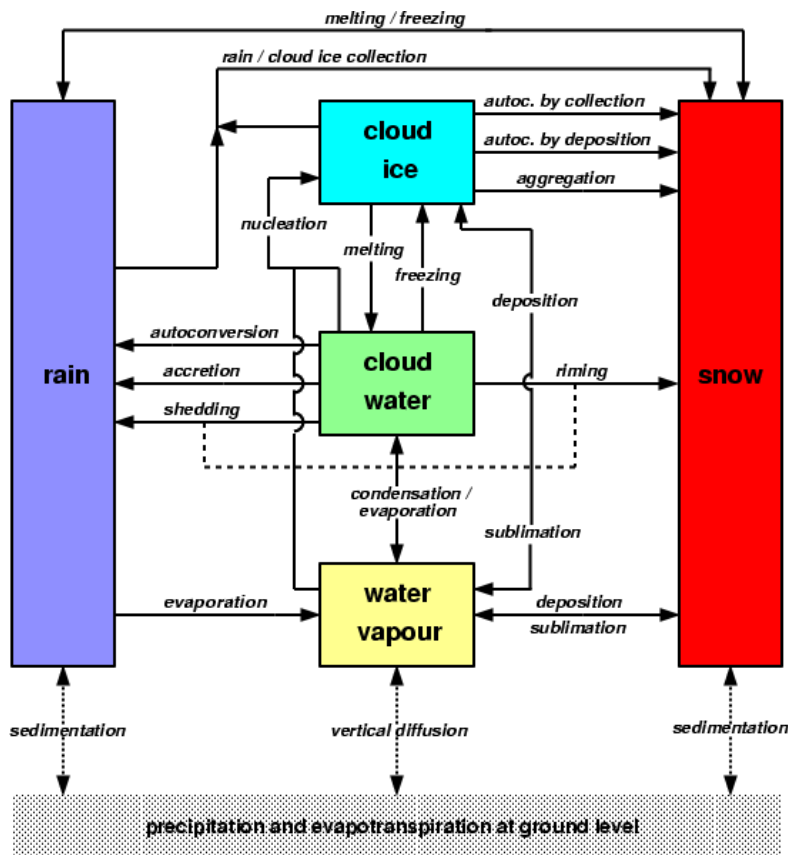 melting / freezing
rain / cloud ice collection
cloud
ice
autoc. by collection
autoc. by deposition
aggregation
nucleation
melting
freezing
deposition
autoconversion
rain
accretion
shedding
cloud
water
riming
snow
condensation /
evaporation
sublimation
evaporation
water
vapour
deposition
sublimation
sedimentation
vertical diffusion
sedimentation
precipitation and evapotranspiration at ground level